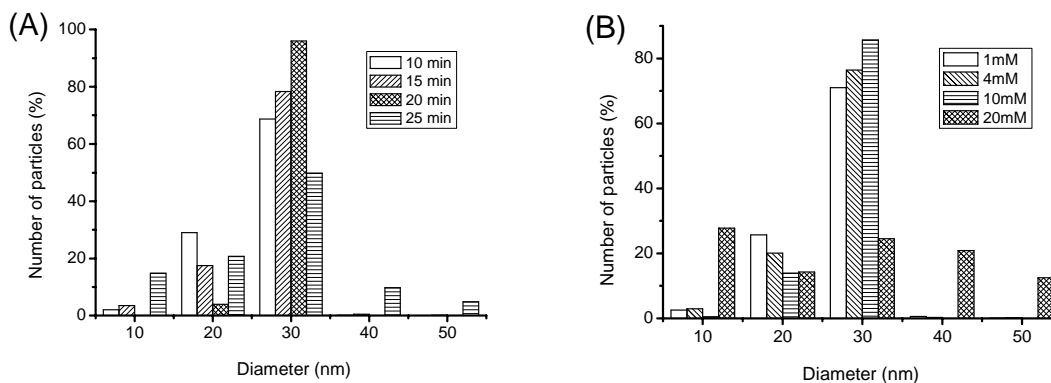 (A)
Number of particles (%)
100
80
60
40
20
0
10 min
15 min
20 min
25 min
10 20 30 40 50
Diameter (nm)
(B)
Number of particles (%)
80
60
40
20
0
1mM
4mM
10mM
20mM
10 20 30 40 50
Diameter (nm)